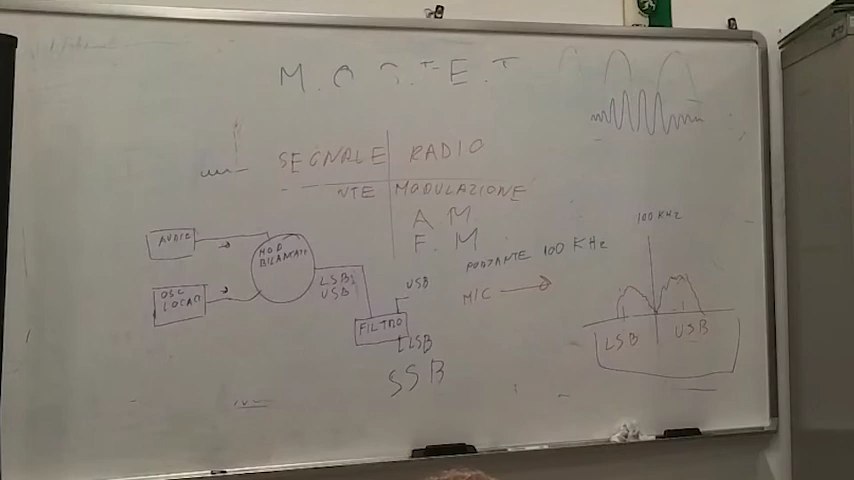 M.O.S.F.E.T
SEGNALE RADIO
NTE MODULAZIONE
A M
F. M
100 KHz
PORTANTE 100 KHz
MIC
AUDIO
MOD
BILANCIATO
OSC
LOCALE
LSB
USB
USB
FILTRO
LSB
SSB
LSB USB